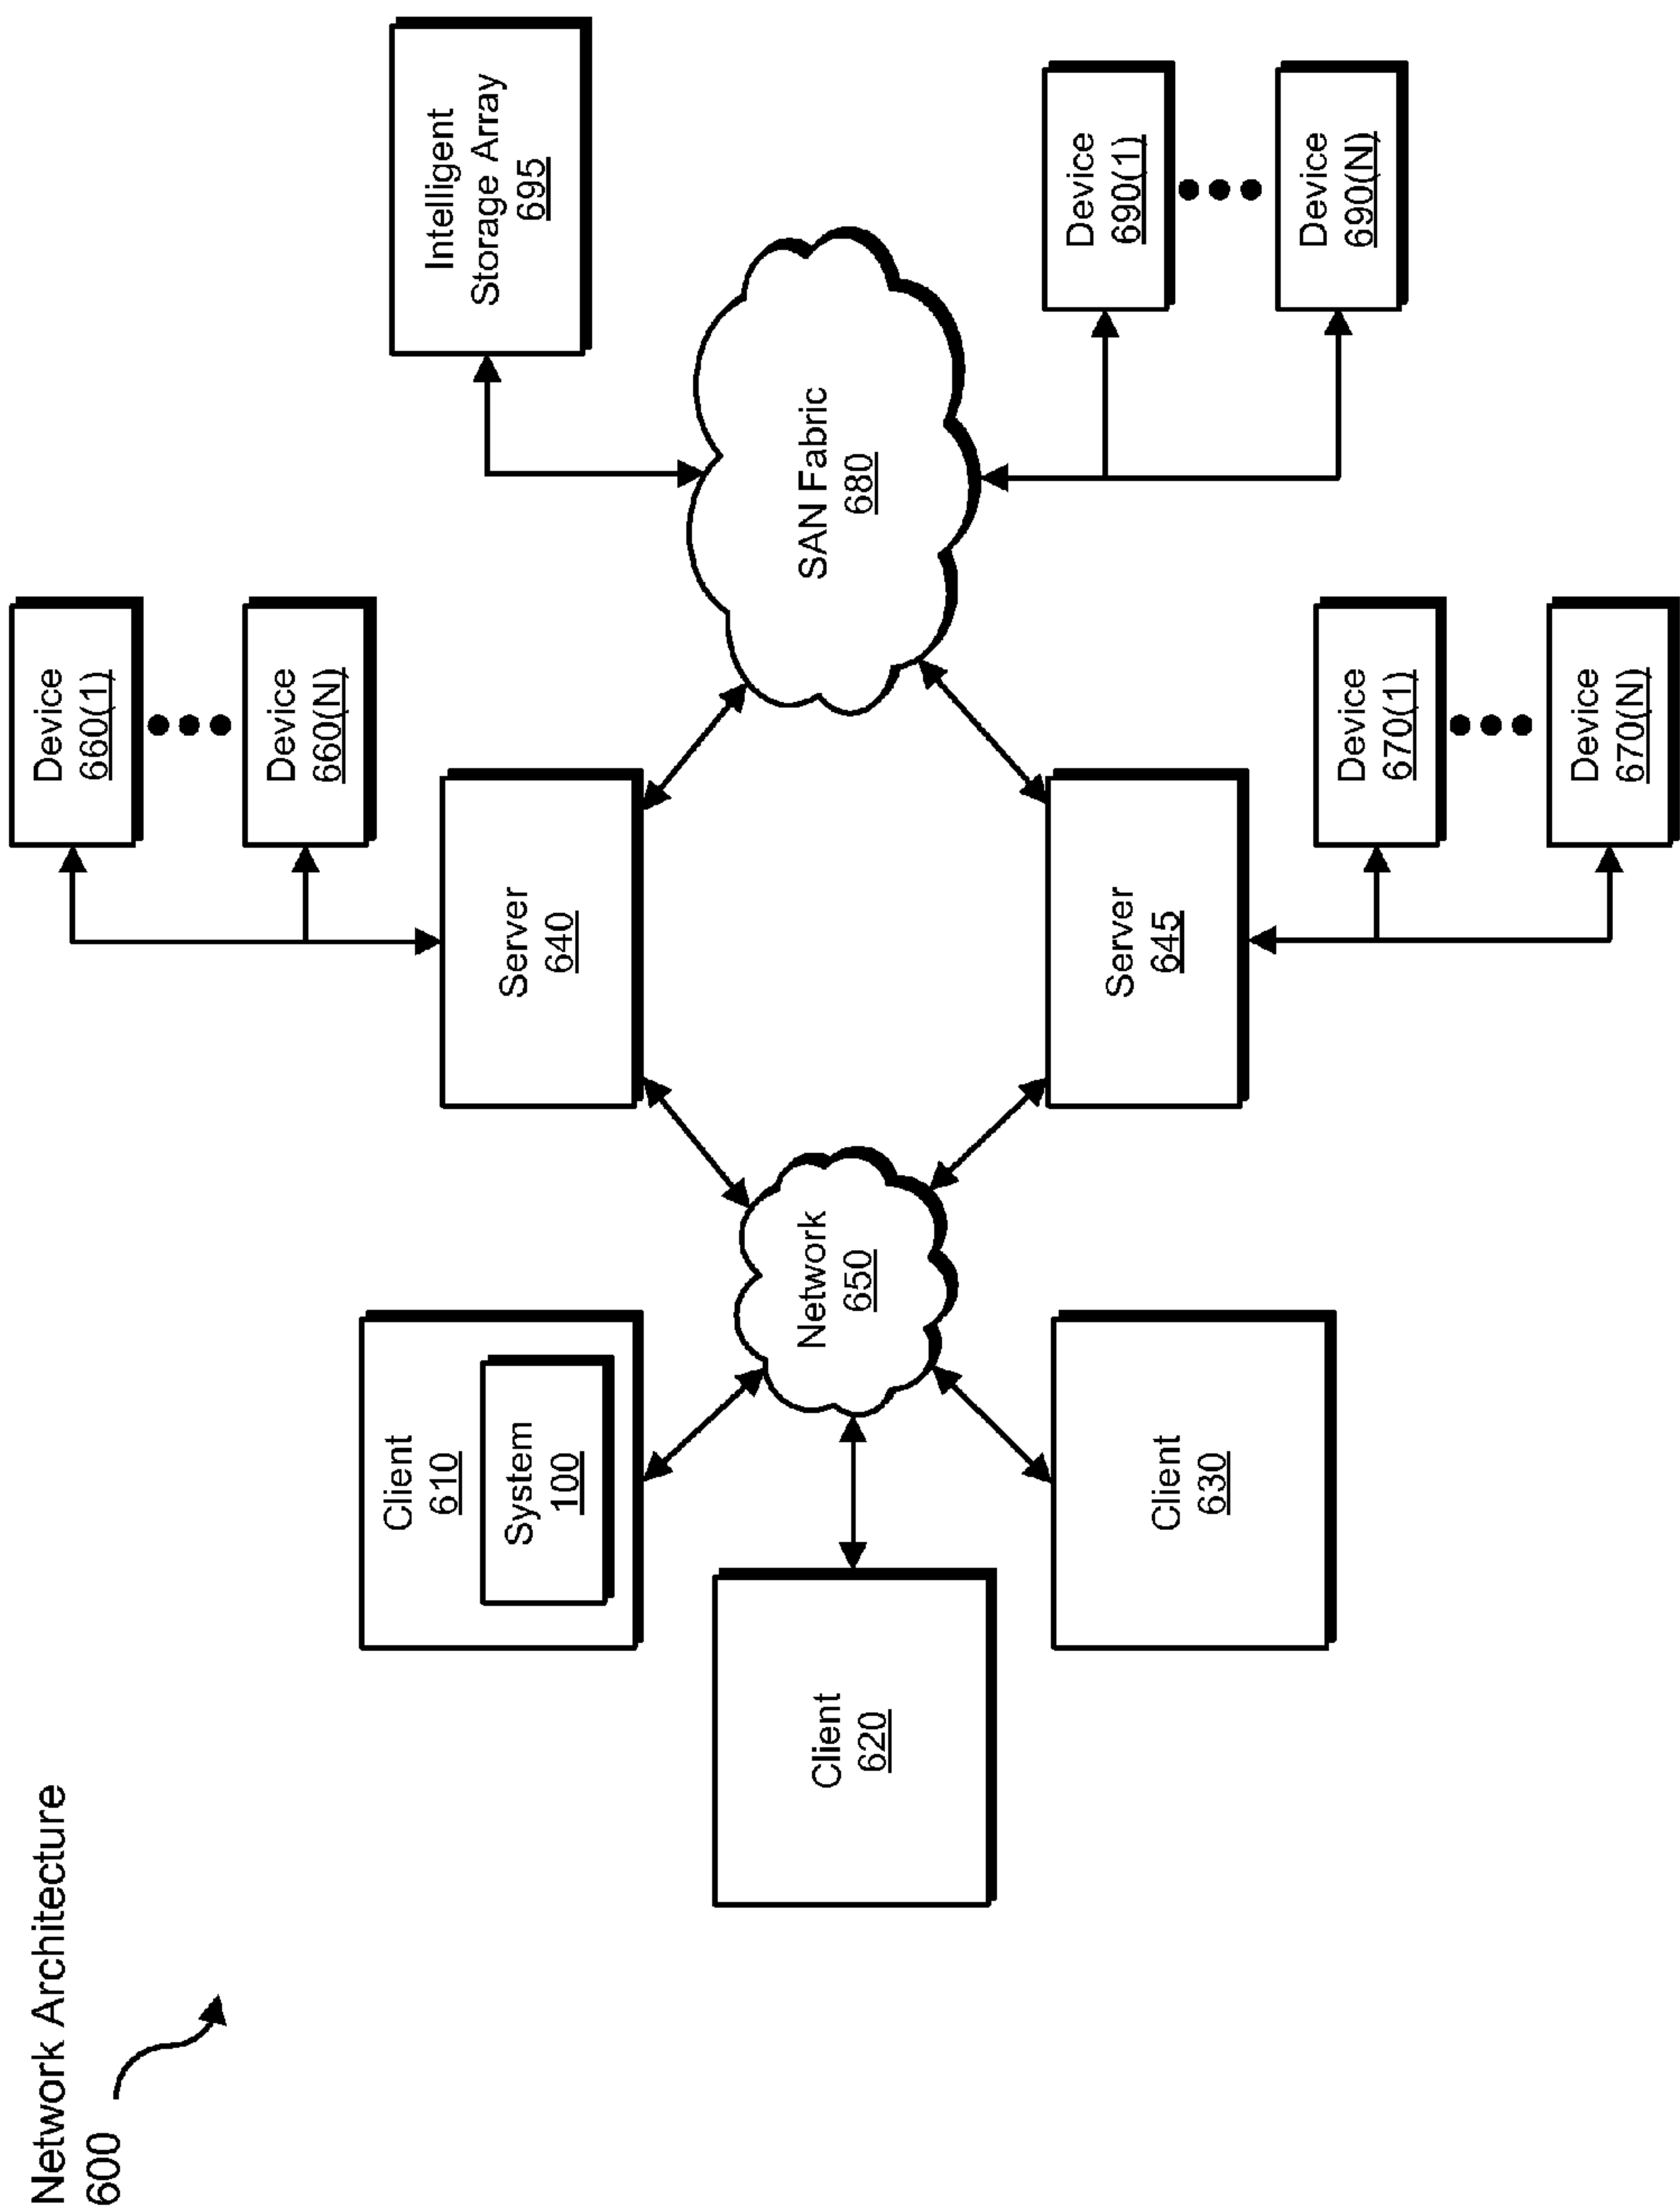 Network Architecture
600
Client
610
System
100
Client
620
Client
630
Network
650
Server
640
Server
645
Device
660(1)
Device
660(N)
Device
670(1)
Device
670(N)
SAN Fabric
680
Intelligent
Storage Array
695
Device
690(1)
Device
690(N)